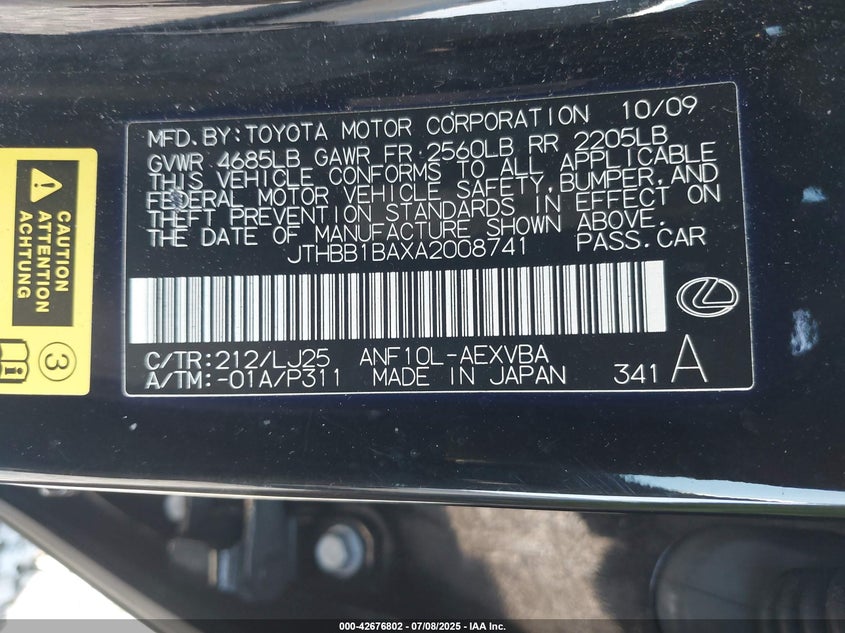 MFD.BY:TOYOTA MOTOR CORPORATION 10/09
GVWR 4685LB GAWR FR 2560LB RR 2205LB
THIS VEHICLE CONFORMS TO ALL APPLICABLE
FEDERAL MOTOR VEHICLE SAFETY,BUMPER,AND
THEFT PREVENTION STANDARDS IN EFFECT ON
THE DATE OF MANUFACTURE SHOWN ABOVE.
JTHBB1BAXA2008741 PASS.CAR
C/TR:212/LJ25 ANF10L-AEXVBA
A/TM:-01A/P311 MADE IN JAPAN 341 A
CAUTION
ATTENTION
ACHTUNG
3
000-42676802 - 07/08/2025 - IAA Inc.